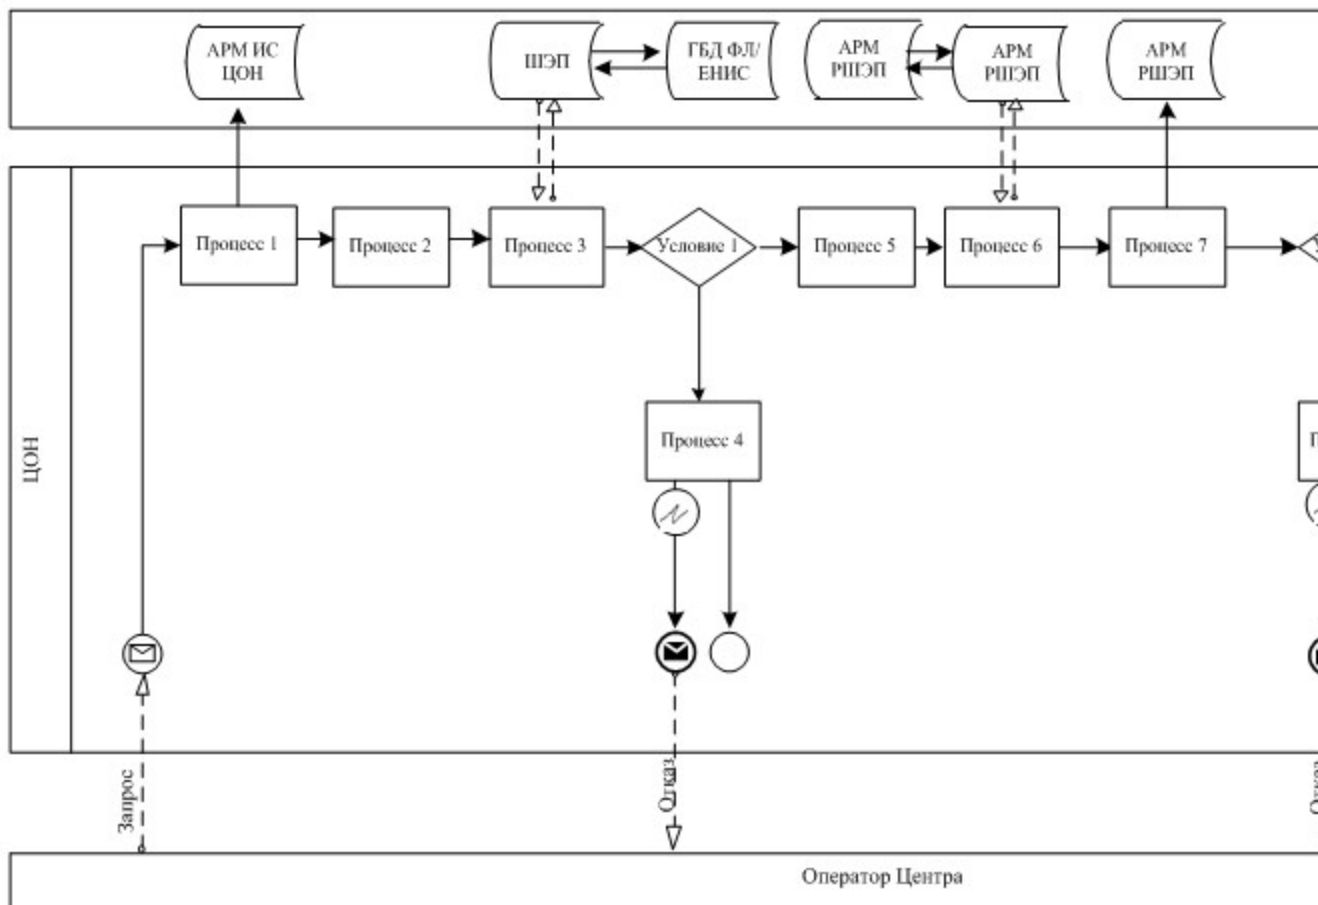 АРМ ИС
ЦОН
ШЭП
ГБД ФЛ/
ЕНИС
АРМ
РШЭП
АРМ
РШЭП
АРМ
РШЭП
Процесс 1
Процесс 2
Процесс 3
Условие 1
Процесс 5
Процесс 6
Процесс 7
Процесс 4
ЦОН
Запрос
Отказ
Отказ
Оператор Центра